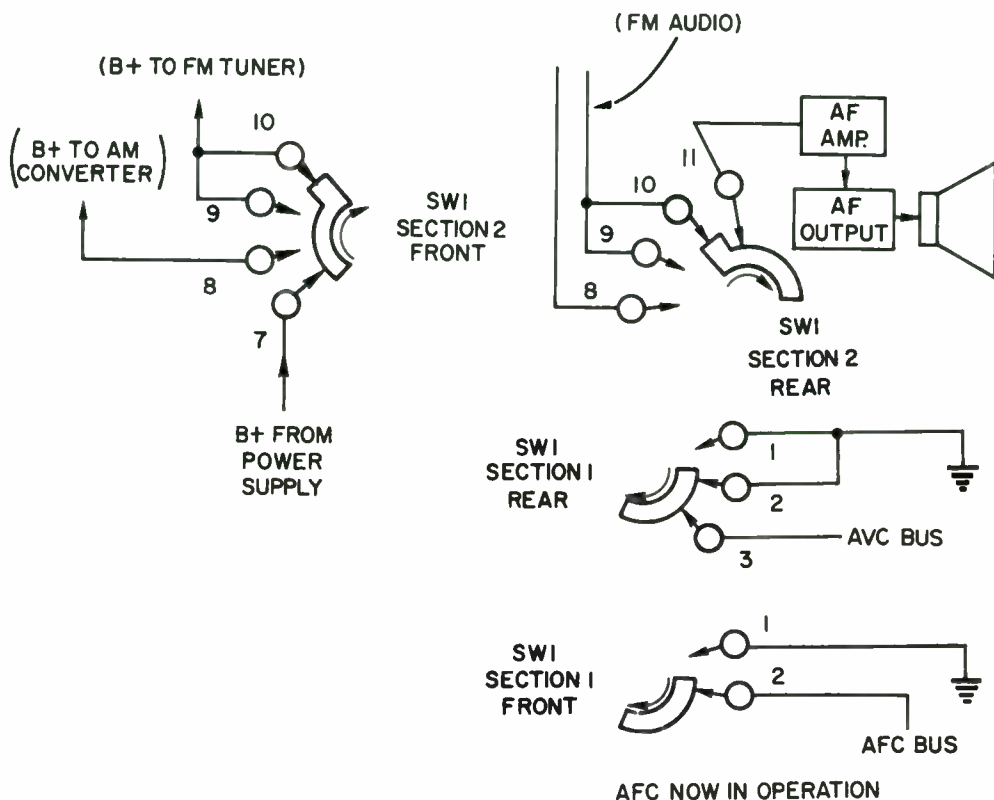 (B+ TO FM TUNER)
(B+ TO AM
CONVERTER)
10
9
8
7
SW1
SECTION 2
FRONT
B+ FROM
POWER
SUPPLY
(FM AUDIO)
11
10
9
8
AF
AMP.
AF
OUTPUT
SW1
SECTION 2
REAR
SW1
SECTION 1
REAR
1
2
3
AVC BUS
SW1
SECTION 1
FRONT
1
2
AFC BUS
AFC NOW IN OPERATION